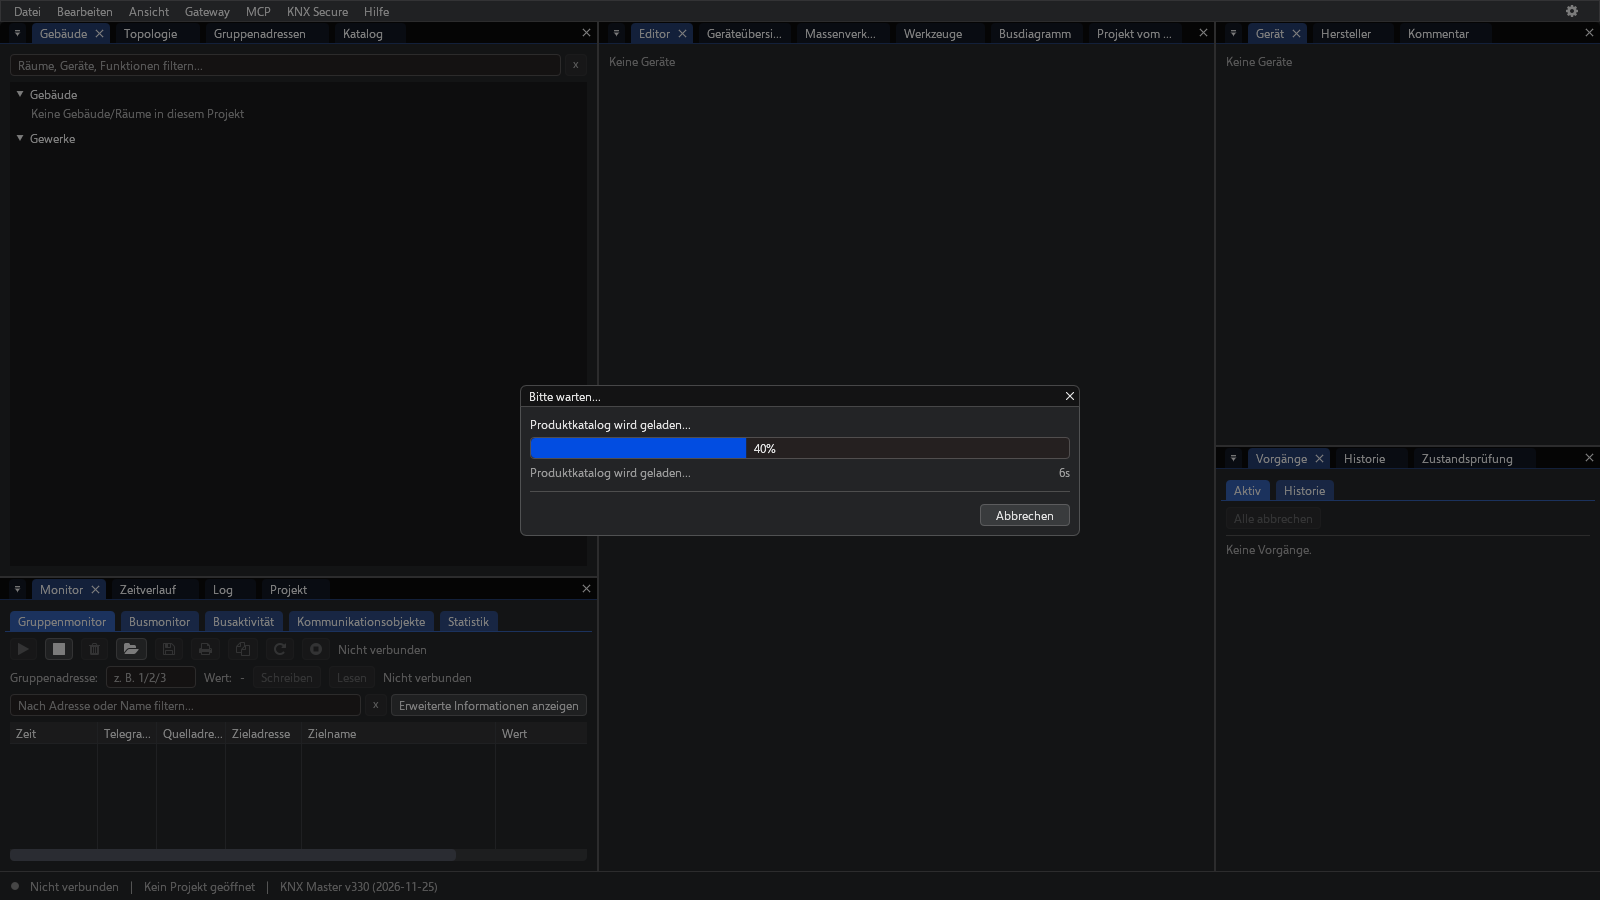 Datei Bearbeiten Ansicht Gateway MCP KNX Secure Hilfe
Gebäude Topologie Gruppenadressen Katalog
Räume, Geräte, Funktionen filtern... x
Gebäude
Keine Gebäude/Räume in diesem Projekt
Gewerke
Editor Geräteübersi... Massenverk... Werkzeuge Busdiagramm Projekt vom ...
Keine Geräte
Gerät Hersteller Kommentar
Keine Geräte
Bitte warten...
Produktkatalog wird geladen...
40%
Produktkatalog wird geladen... 6s
Abbrechen
Vorgänge Historie Zustandsprüfung
Aktiv Historie
Alle abbrechen
Keine Vorgänge.
Monitor Zeitverlauf Log Projekt
Gruppenmonitor Busmonitor Busaktivität Kommunikationsobjekte Statistik
Nicht verbunden
Gruppenadresse: z. B. 1/2/3 Wert: - Schreiben Lesen Nicht verbunden
Nach Adresse oder Name filtern... x Erweiterte Informationen anzeigen
Zeit Telegra... Quelladre... Zieladresse Zielname Wert
Nicht verbunden | Kein Projekt geöffnet | KNX Master v330 (2026-11-25)